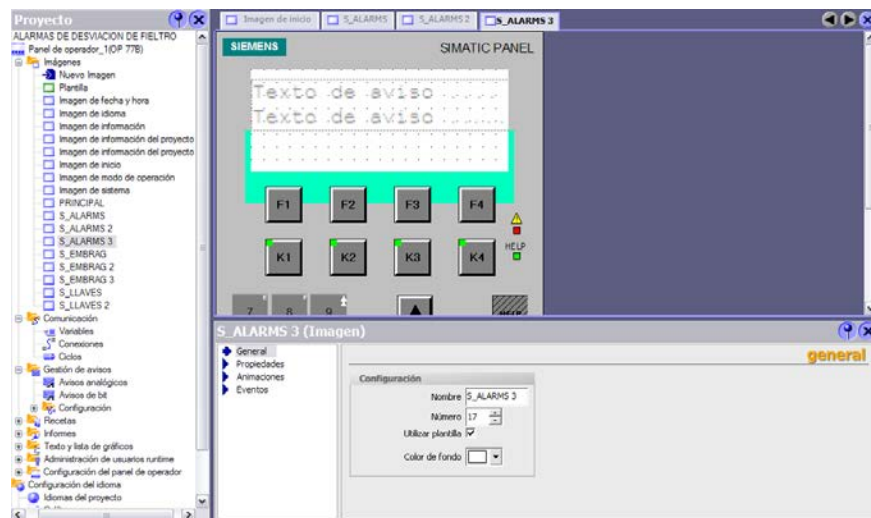 Proyecto
ALARMAS DE DESVIACION DE FIELTRO
Panel de operador_1(OP 77B)
Imágenes
Nuevo Imagen
Plantilla
Imagen de fecha y hora
Imagen de idioma
Imagen de información
Imagen de información del proyecto
Imagen de información del proyecto
Imagen de inicio
Imagen de modo de operación
Imagen de sistema
PRINCIPAL
S_ALARMS
S_ALARMS 2
S_ALARMS 3
S_EMBRAG
S_EMBRAG 2
S_EMBRAG 3
S_LLAVES
S_LLAVES 2
Comunicación
Variables
Conexiones
Ciclos
Gestión de avisos
Avisos analógicos
Avisos de bit
Configuración
Recetas
Informes
Texto y lista de gráficos
Administración de usuarios runtime
Configuración del panel de operador
Configuración del idioma
Idiomas del proyecto
Imagen de inicio S_ALARMS S_ALARMS 2 S_ALARMS 3
SIEMENS SIMATIC PANEL
Texto de aviso
Texto de aviso
F1 F2 F3 F4
HELP
K1 K2 K3 K4
7 8 9 HELP
S_ALARMS 3 (Imagen)
General
Propiedades
Animaciones
Eventos
general
Configuración
Nombre S_ALARMS 3
Número 17
Utilizar plantilla
Color de fondo